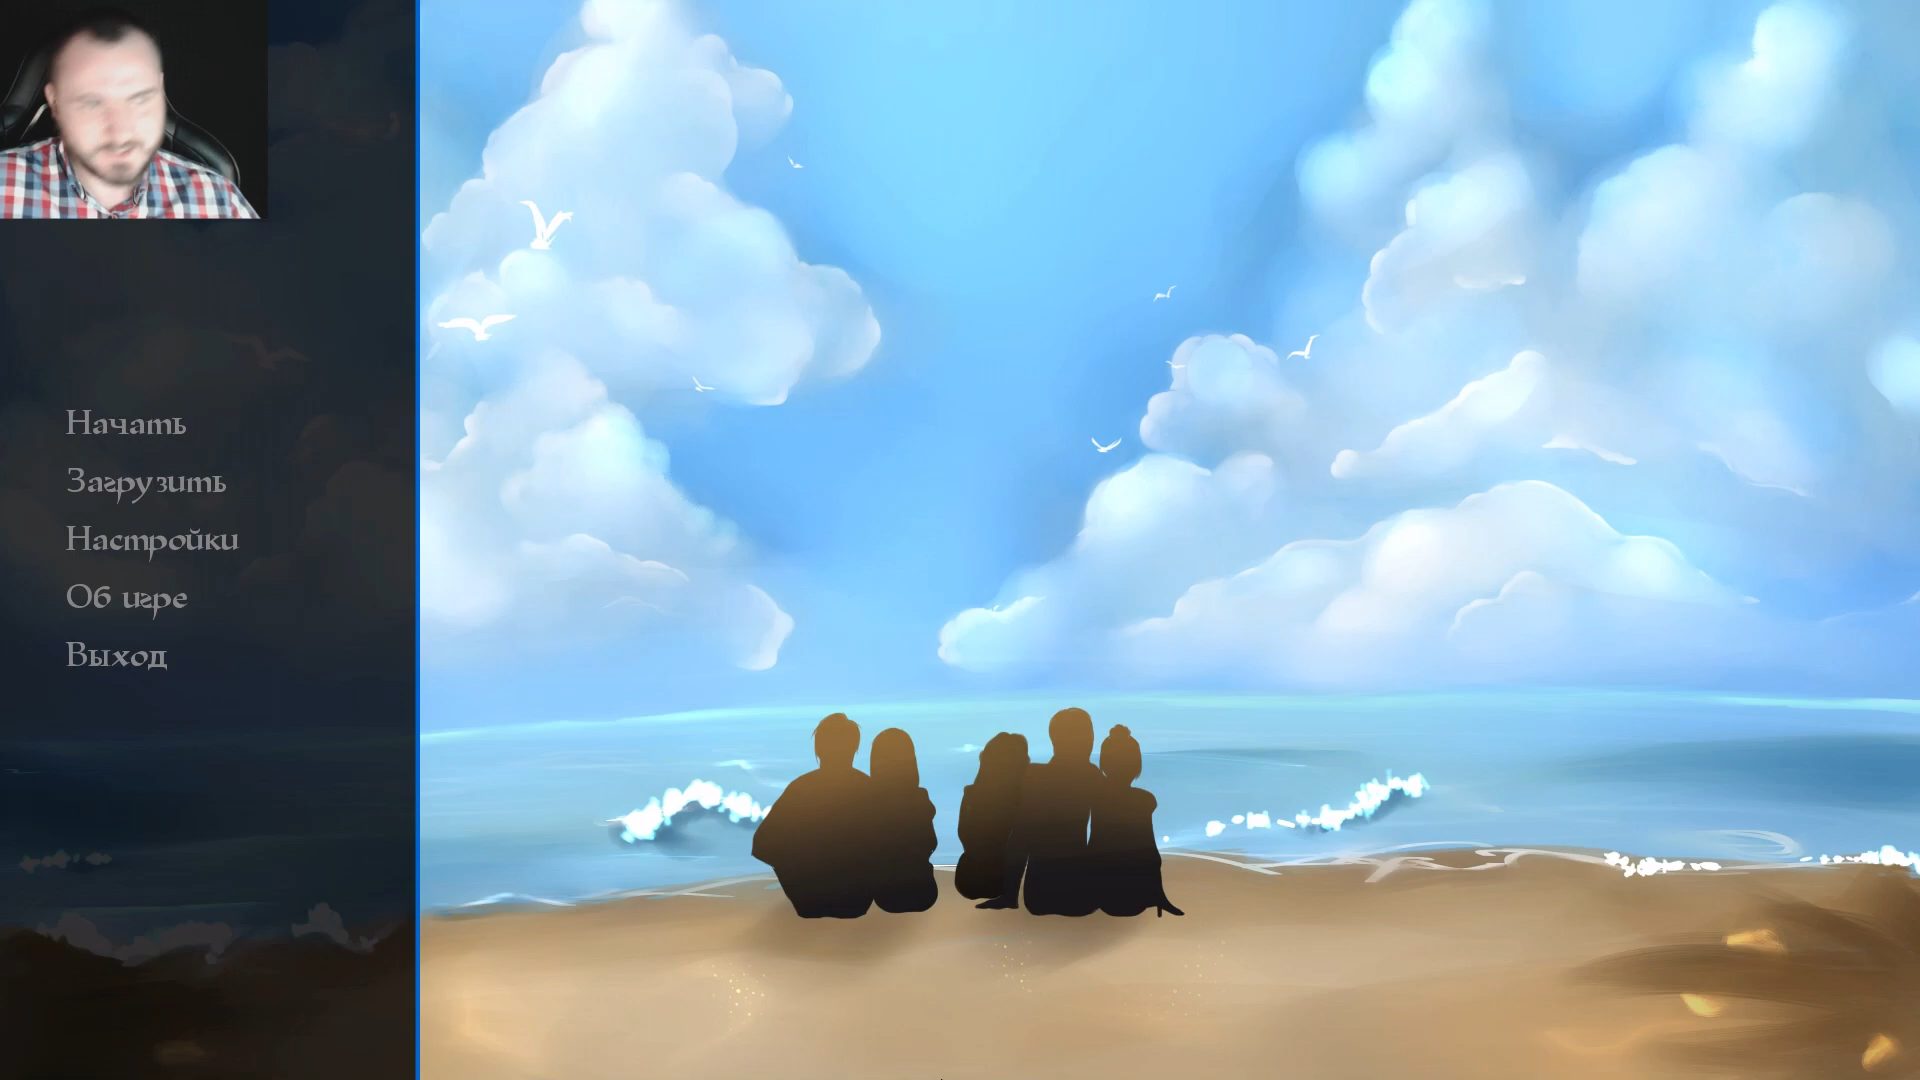 Начать
Загрузить
Настройки
Об игре
Выход